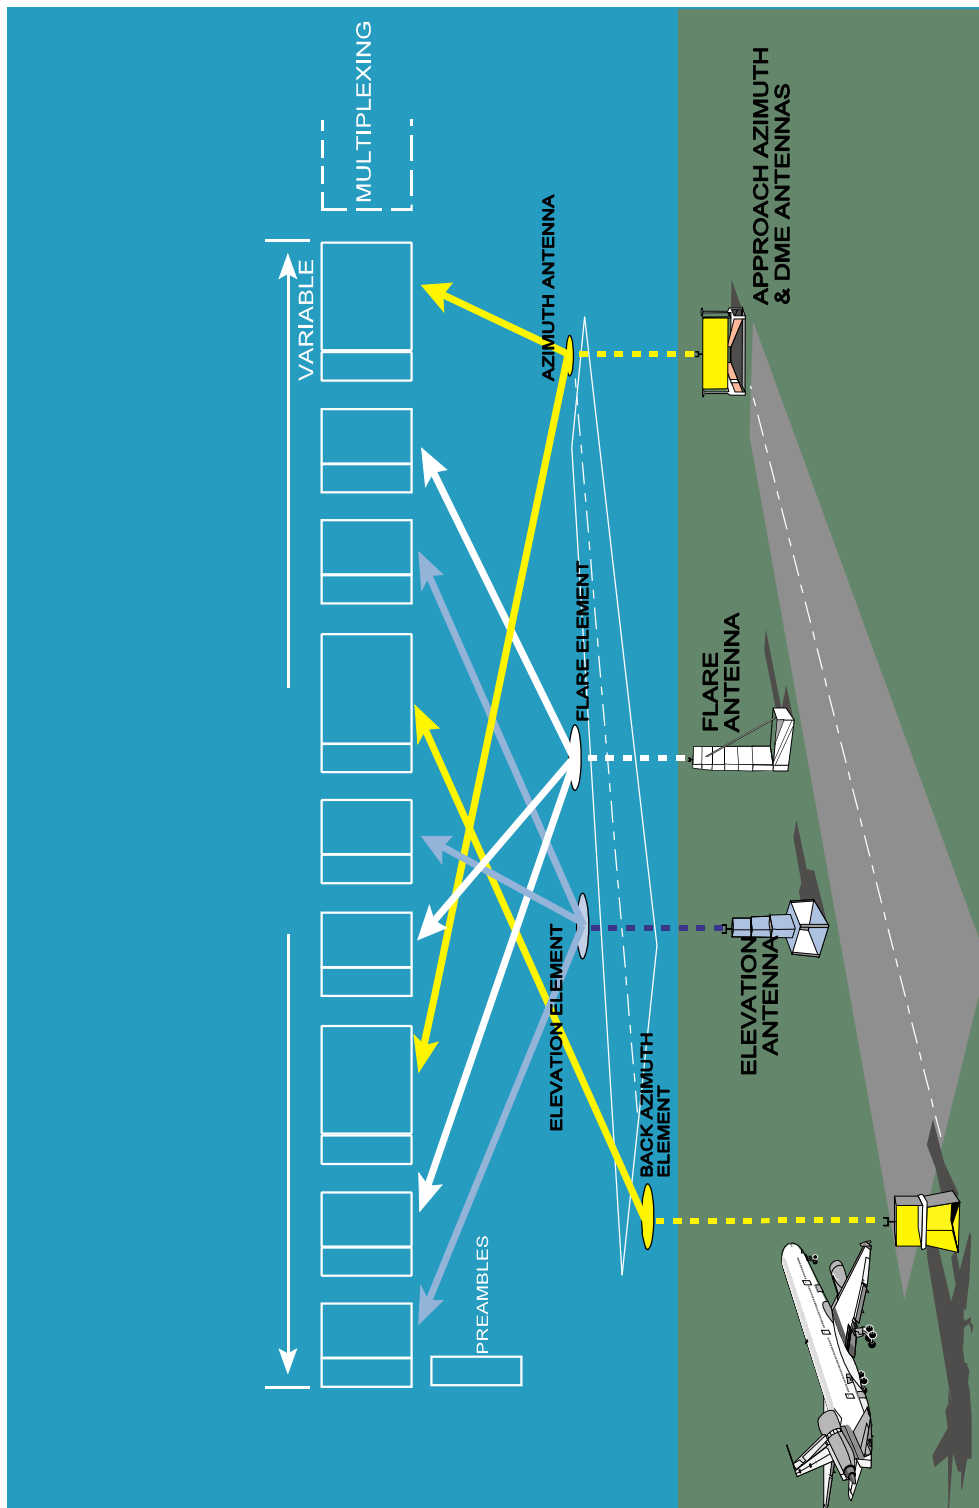 VARIABLE
MULTIPLEXING
PREAMBLES
AZIMUTH ANTENNA
ELEVATION ELEMENT
FLARE ELEMENT
BACK AZIMUTH
ELEMENT
FLARE
ANTENNA
ELEVATION
ANTENNA
APPROACH AZIMUTH
& DME ANTENNAS